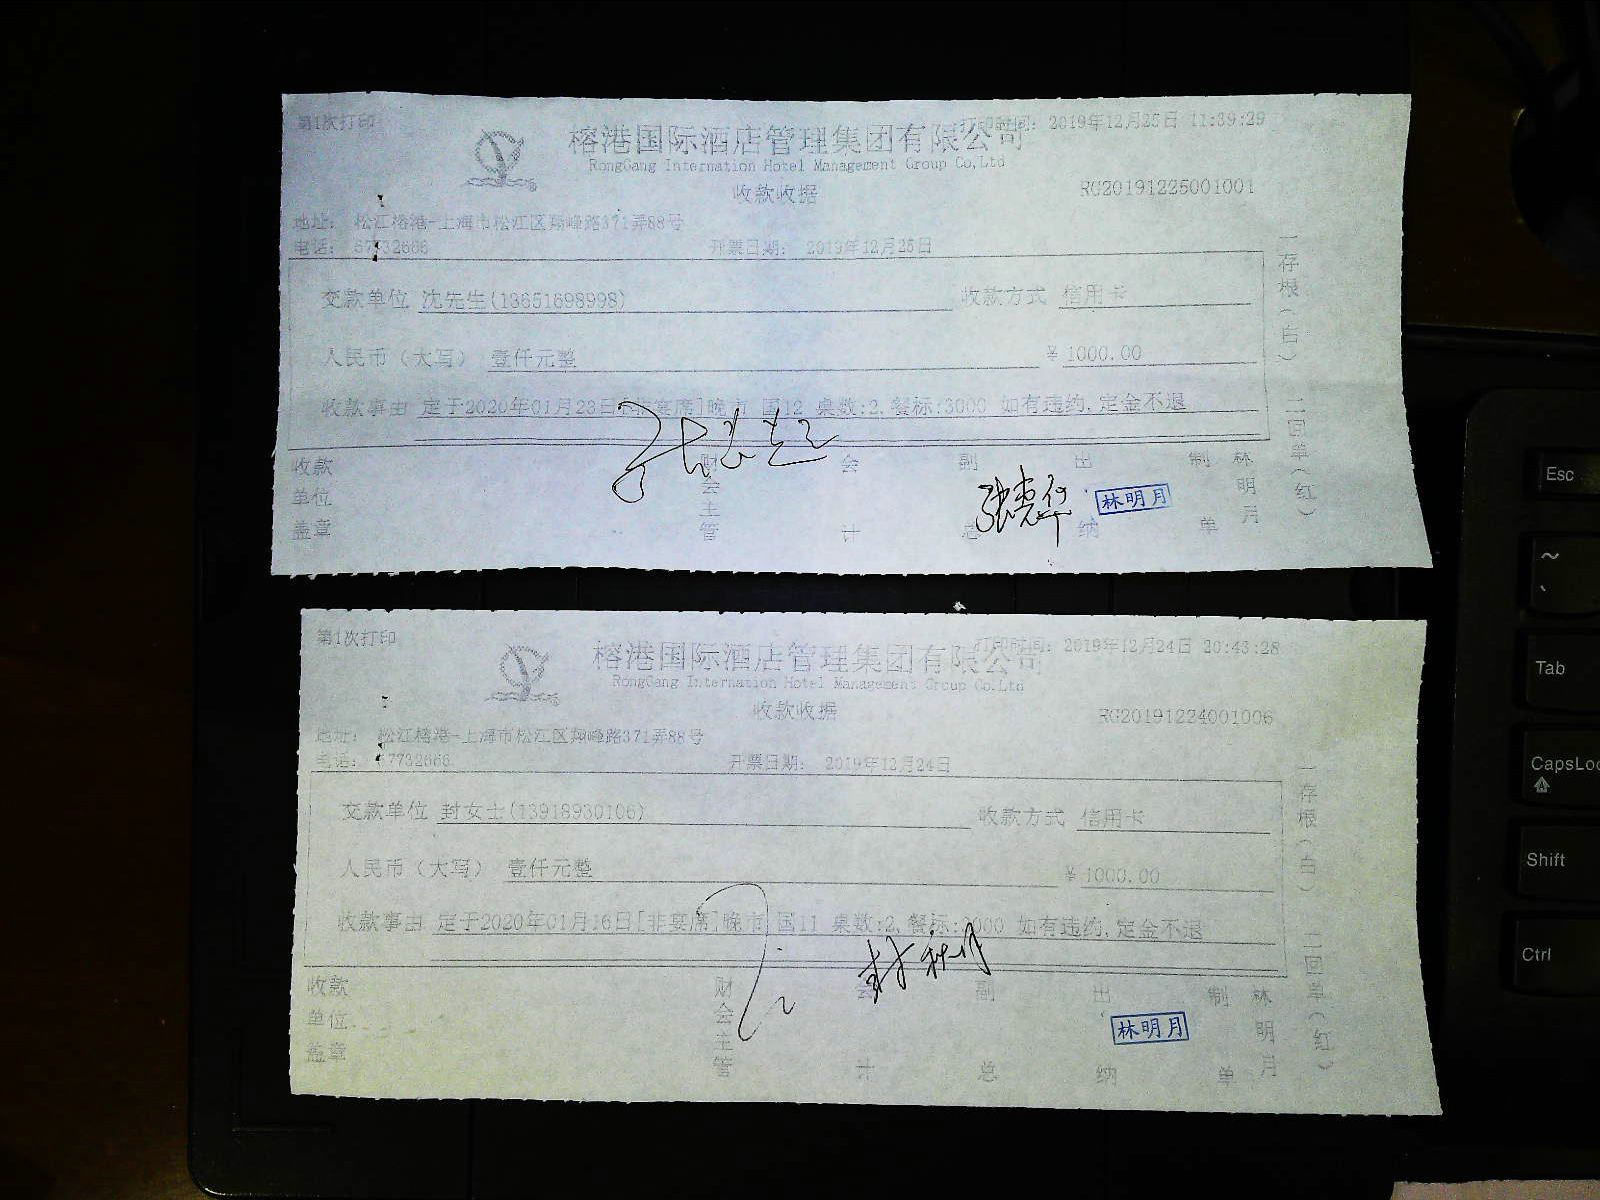 第1次打印
打印时间: 2019年12月25日 11:39:29
榕港国际酒店管理集团有限公司
RongGang Internation Hotel Management Group Co,Ltd
收款收据
RG20191225001001
地址: 松江榕港-上海市松江区翔峰路371弄88号
电话: 67732666
开票日期: 2019年12月25日
交款单位 沈先生(13651698998) 收款方式 信用卡
人民币(大写) 壹仟元整 ¥ 1000.00
收款事由 定于2020年01月23日[非宴席]晚市 国12 桌数:2,餐标:3000 如有违约,定金不退
一存根(白) 二回单(红)
收款单位盖章 财会主管 会计 副总 出纳 制单 林明月
林明月
第1次打印
打印时间: 2019年12月24日 20:43:28
榕港国际酒店管理集团有限公司
RongGang Internation Hotel Management Group Co,Ltd
收款收据
RG20191224001006
地址: 松江榕港-上海市松江区翔峰路371弄88号
电话: 67732666
开票日期: 2019年12月24日
交款单位 封女士(13918930106) 收款方式 信用卡
人民币(大写) 壹仟元整 ¥ 1000.00
收款事由 定于2020年01月16日[非宴席]晚市 国11 桌数:2,餐标:3000 如有违约,定金不退
一存根(白) 二回单(红)
收款单位盖章 财会主管 会计 副总 出纳 制单 林明月
林明月
Esc
~
Tab
CapsLoc
Shift
Ctrl